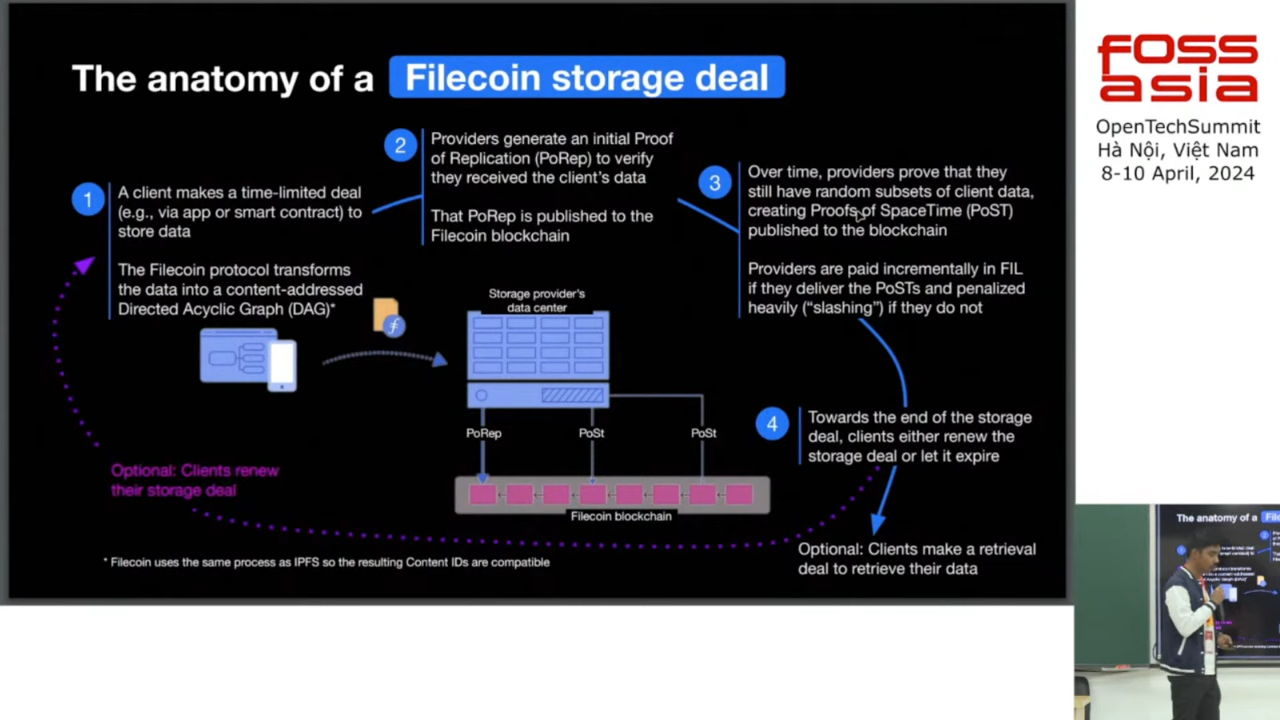 The anatomy of a Filecoin storage deal
1
A client makes a time-limited deal
(e.g., via app or smart contract) to
store data
The Filecoin protocol transforms
the data into a content-addressed
Directed Acyclic Graph (DAG)*
2
Providers generate an initial Proof
of Replication (PoRep) to verify
they received the client's data
That PoRep is published to the
Filecoin blockchain
3
Over time, providers prove that they
still have random subsets of client data,
creating Proofs of SpaceTime (PoST)
published to the blockchain
Providers are paid incrementally in FIL
if they deliver the PoSTs and penalized
heavily ("slashing") if they do not
Storage provider's
data center
PoRep
PoSt
PoSt
Filecoin blockchain
4
Towards the end of the storage
deal, clients either renew the
storage deal or let it expire
Optional: Clients renew
their storage deal
Optional: Clients make a retrieval
deal to retrieve their data
* Filecoin uses the same process as IPFS so the resulting Content IDs are compatible
FOSS
asia
OpenTechSummit
Hà Nội, Việt Nam
8-10 April, 2024
The anatomy of a